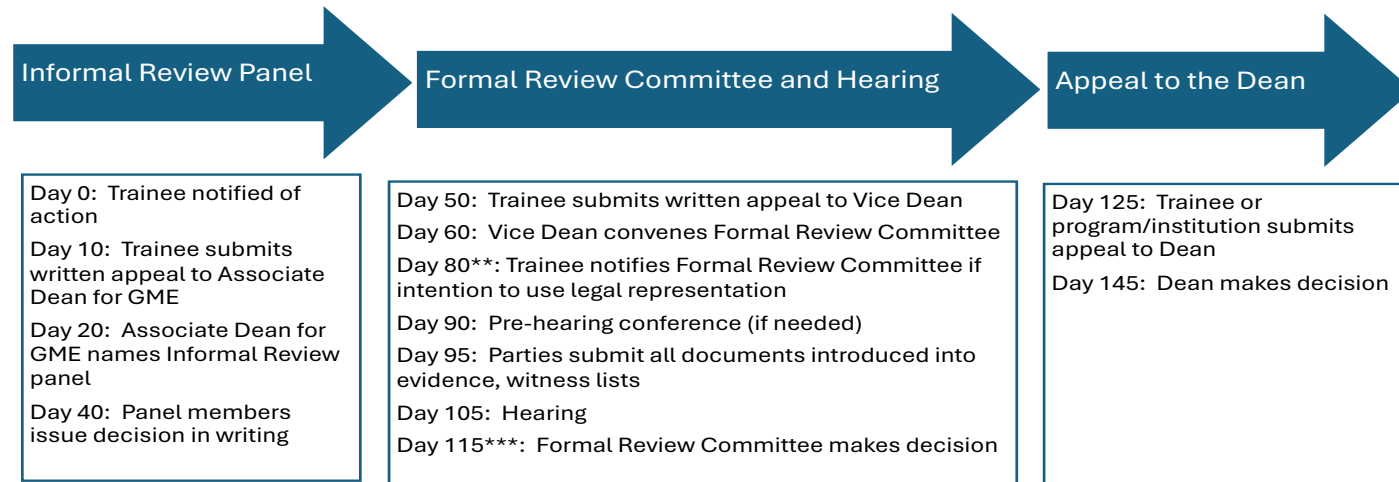 Informal Review Panel
Formal Review Committee and Hearing
Appeal to the Dean
Day 0: Trainee notified of
action
Day 10: Trainee submits
written appeal to Associate
Dean for GME
Day 20: Associate Dean for
GME names Informal Review
panel
Day 40: Panel members
issue decision in writing
Day 50: Trainee submits written appeal to Vice Dean
Day 60: Vice Dean convenes Formal Review Committee
Day 80**: Trainee notifies Formal Review Committee if
intention to use legal representation
Day 90: Pre-hearing conference (if needed)
Day 95: Parties submit all documents introduced into
evidence, witness lists
Day 105: Hearing
Day 115***: Formal Review Committee makes decision
Day 125: Trainee or
program/institution submits
appeal to Dean
Day 145: Dean makes decision